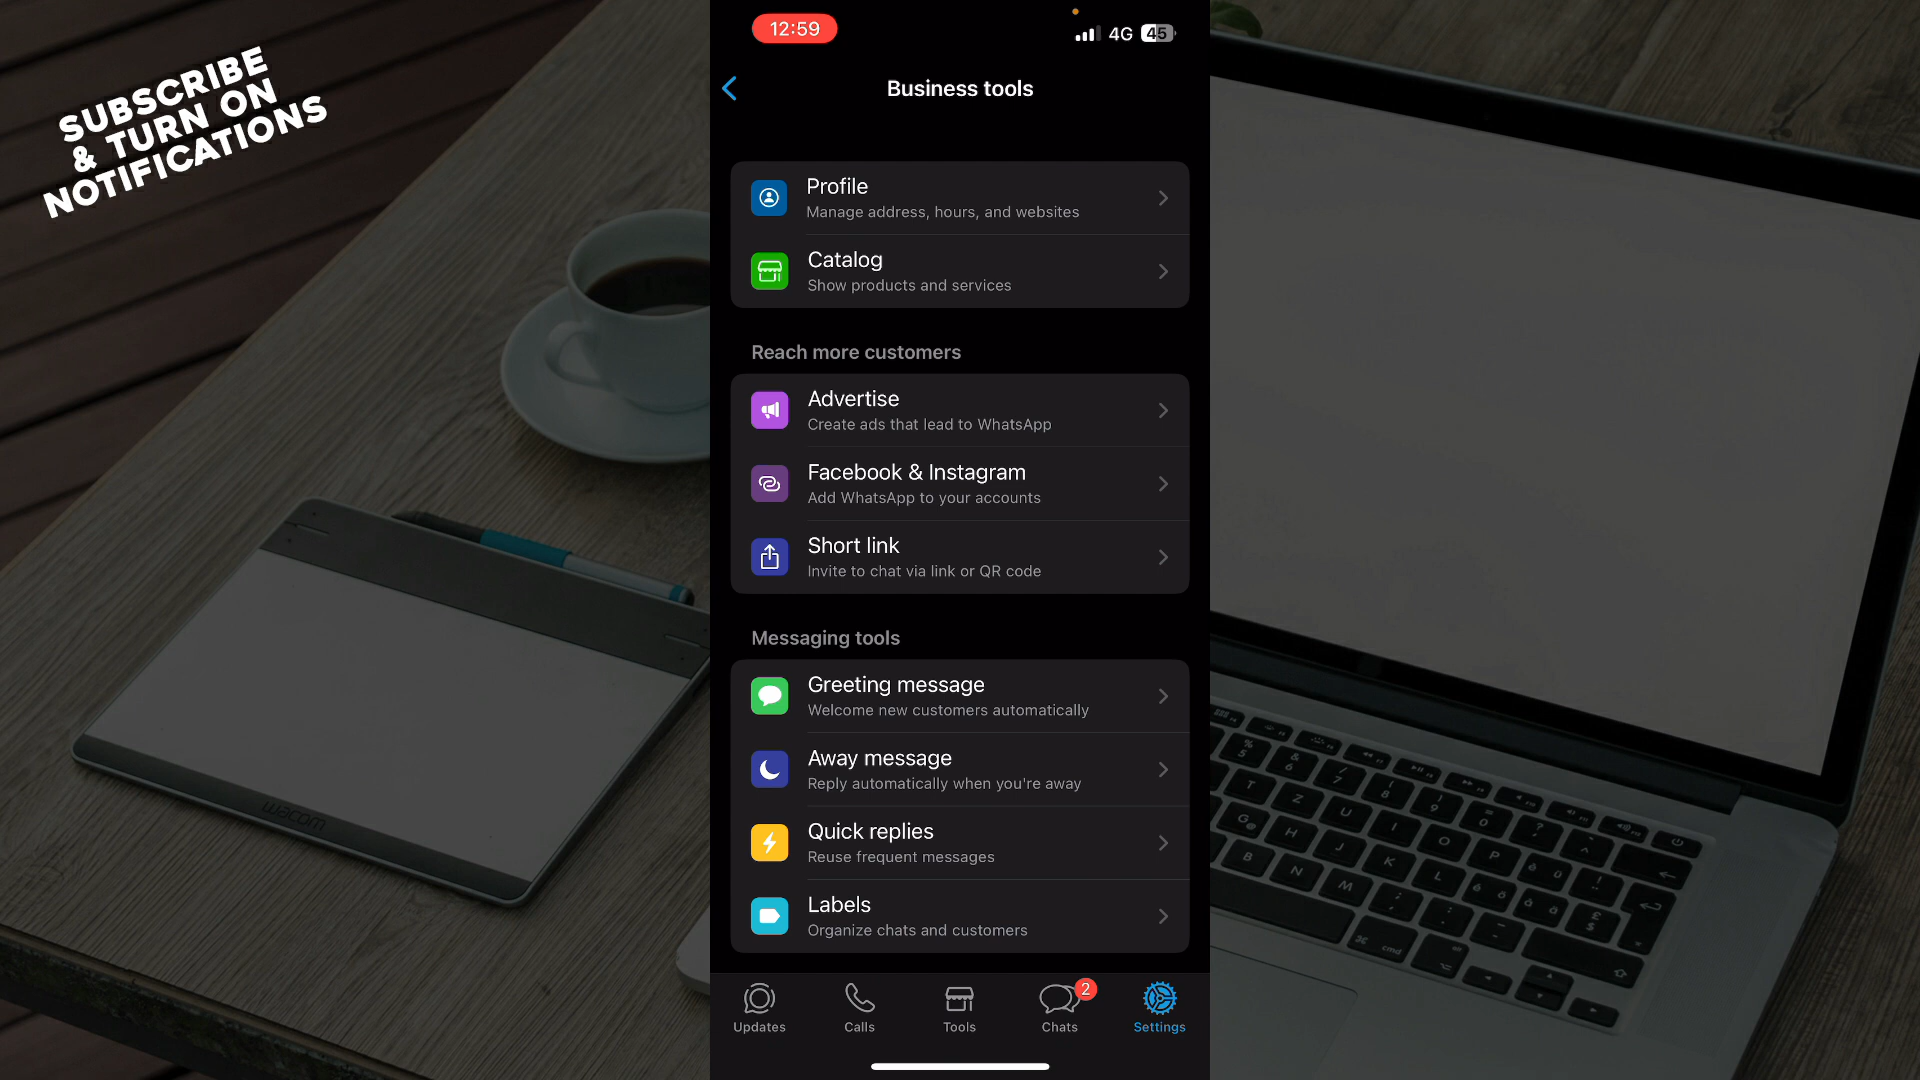 SUBSCRIBE
& TURN ON
NOTIFICATIONS
12:59
4G
45
Business tools
Profile
Manage address, hours, and websites
Catalog
Show products and services
Reach more customers
Advertise
Create ads that lead to WhatsApp
Facebook & Instagram
Add WhatsApp to your accounts
Short link
Invite to chat via link or QR code
Messaging tools
Greeting message
Welcome new customers automatically
Away message
Reply automatically when you're away
Quick replies
Reuse frequent messages
Labels
Organize chats and customers
2
Updates
Calls
Tools
Chats
Settings
wacom